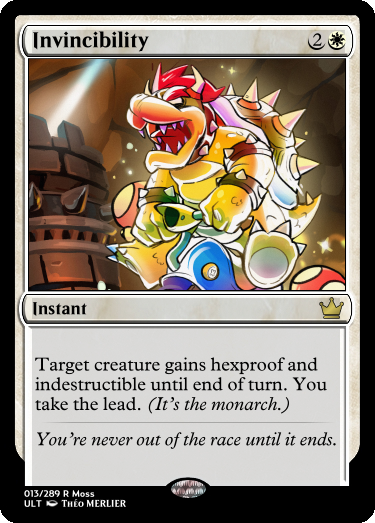 Invincibility 2
Instant
Target creature gains hexproof and
indestructible until end of turn. You
take the lead. (It's the monarch.)
You're never out of the race until it ends.
013/289 R Moss
ULT Théo MERLIER